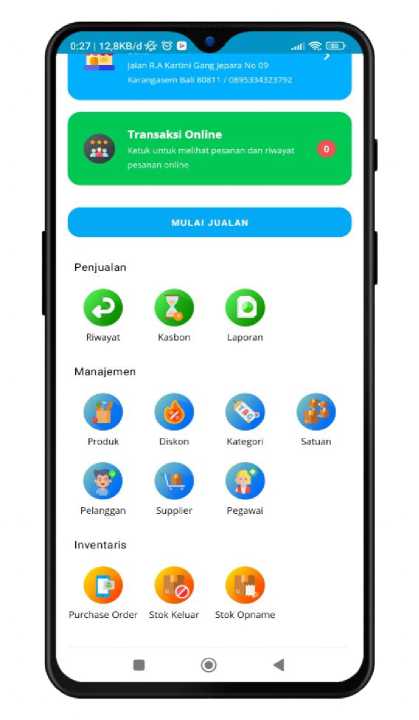 0:27 | 12,8KB/d
Jalan R.A Kartini Gang Jepara No 09
Karangasem Bali 80811 / 0895334323792
Transaksi Online
Ketuk untuk melihat pesanan dan riwayat
pesanan online
0
MULAI JUALAN
Penjualan
Riwayat Kasbon Laporan
Manajemen
Produk Diskon Kategori Satuan
Pelanggan Supplier Pegawai
Inventaris
Purchase Order Stok Keluar Stok Opname